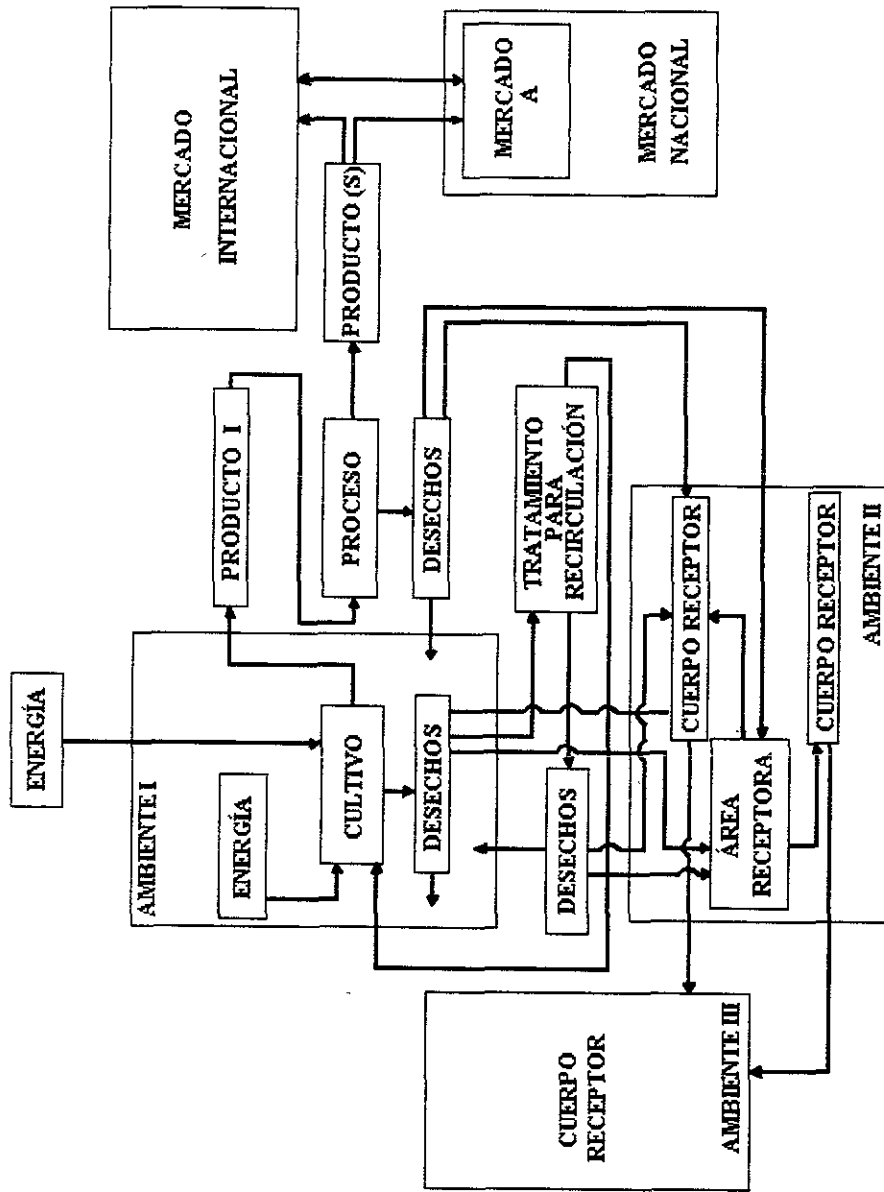 ENERGÍA
AMBIENTE I
ENERGÍA
CULTIVO
DESECHOS
PRODUCTO I
PROCESO
DESECHOS
PRODUCTO (S)
MERCADO
INTERNACIONAL
MERCADO
A
MERCADO
NACIONAL
TRATAMIENTO
PARA
RECIRCULACIÓN
DESECHOS
CUERPO RECEPTOR
ÁREA
RECEPTORA
CUERPO RECEPTOR
AMBIENTE II
CUERPO
RECEPTOR
AMBIENTE III